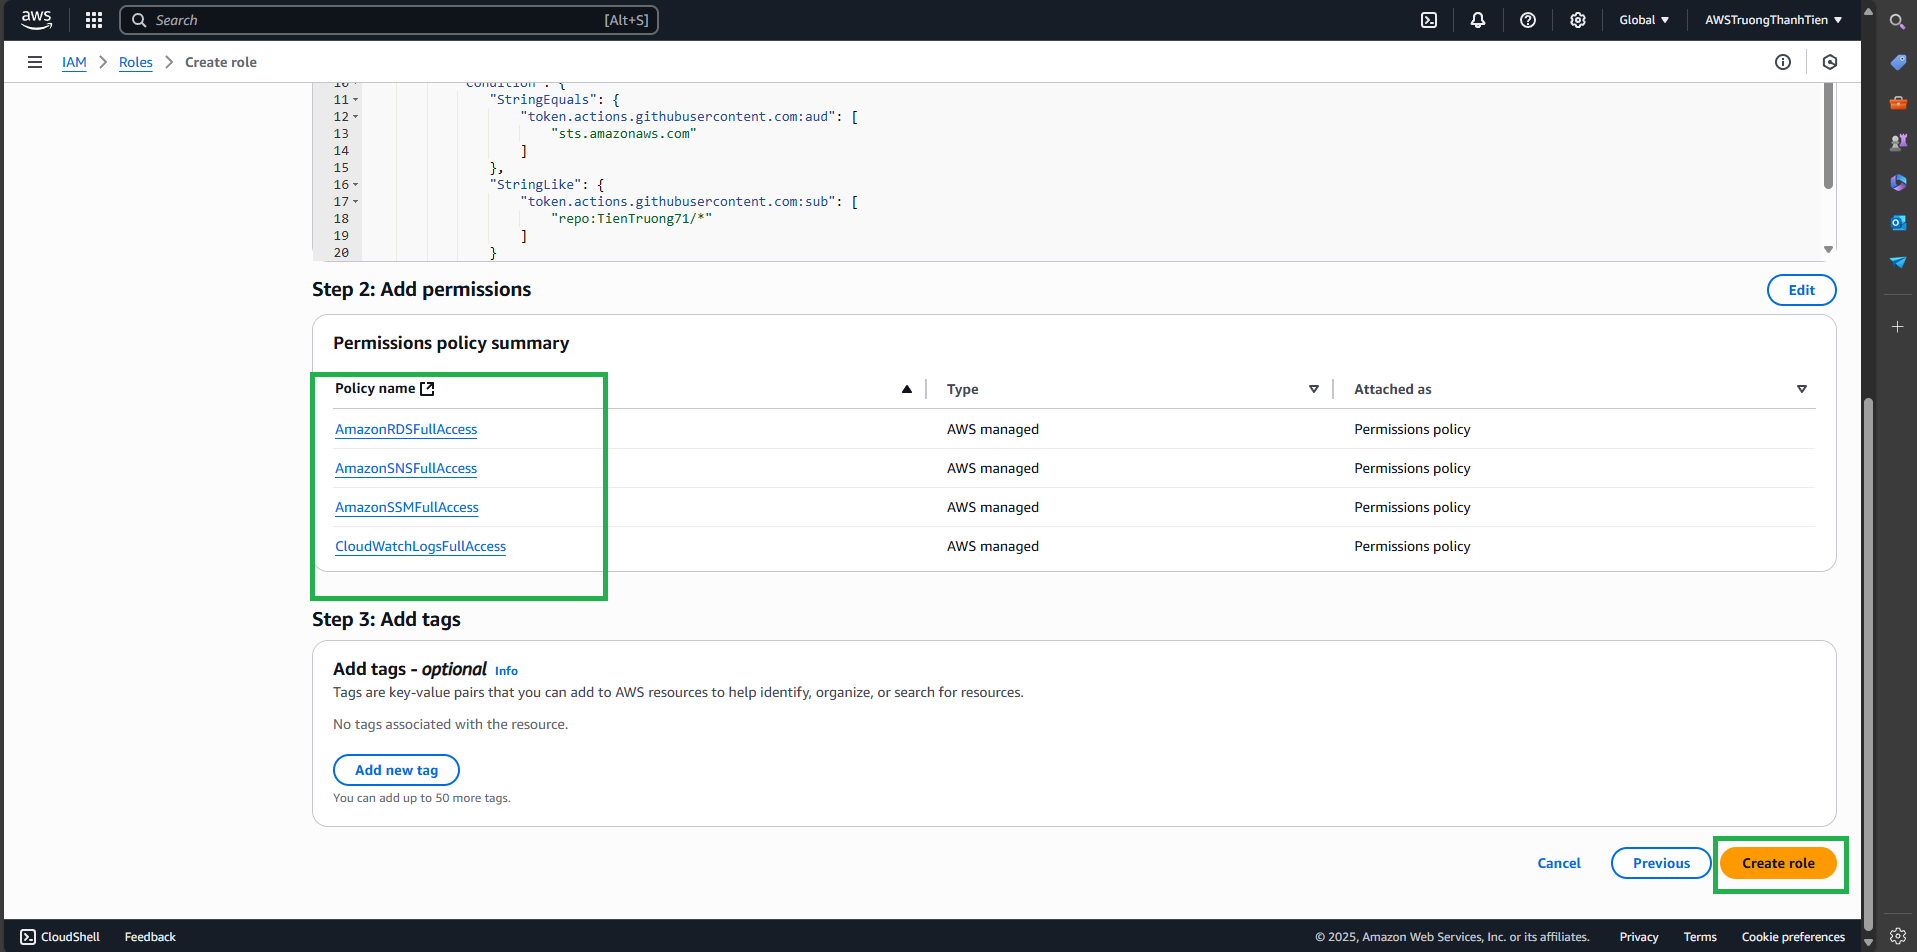 aws
Search
[Alt+S]
Global
AWSTruongThanhTien
IAM
Roles
Create role
10 "Condition": {
11 "StringEquals": {
12 "token.actions.githubusercontent.com:aud": [
13 "sts.amazonaws.com"
14 ]
15 },
16 "StringLike": {
17 "token.actions.githubusercontent.com:sub": [
18 "repo:TienTruong71/*"
19 ]
20 }
Step 2: Add permissions
Edit
Permissions policy summary
Policy name
Type
Attached as
AmazonRDSFullAccess
AWS managed
Permissions policy
AmazonSNSFullAccess
AWS managed
Permissions policy
AmazonSSMFullAccess
AWS managed
Permissions policy
CloudWatchLogsFullAccess
AWS managed
Permissions policy
Step 3: Add tags
Add tags - optional Info
Tags are key-value pairs that you can add to AWS resources to help identify, organize, or search for resources.
No tags associated with the resource.
Add new tag
You can add up to 50 more tags.
Cancel
Previous
Create role
CloudShell
Feedback
© 2025, Amazon Web Services, Inc. or its affiliates.
Privacy
Terms
Cookie preferences